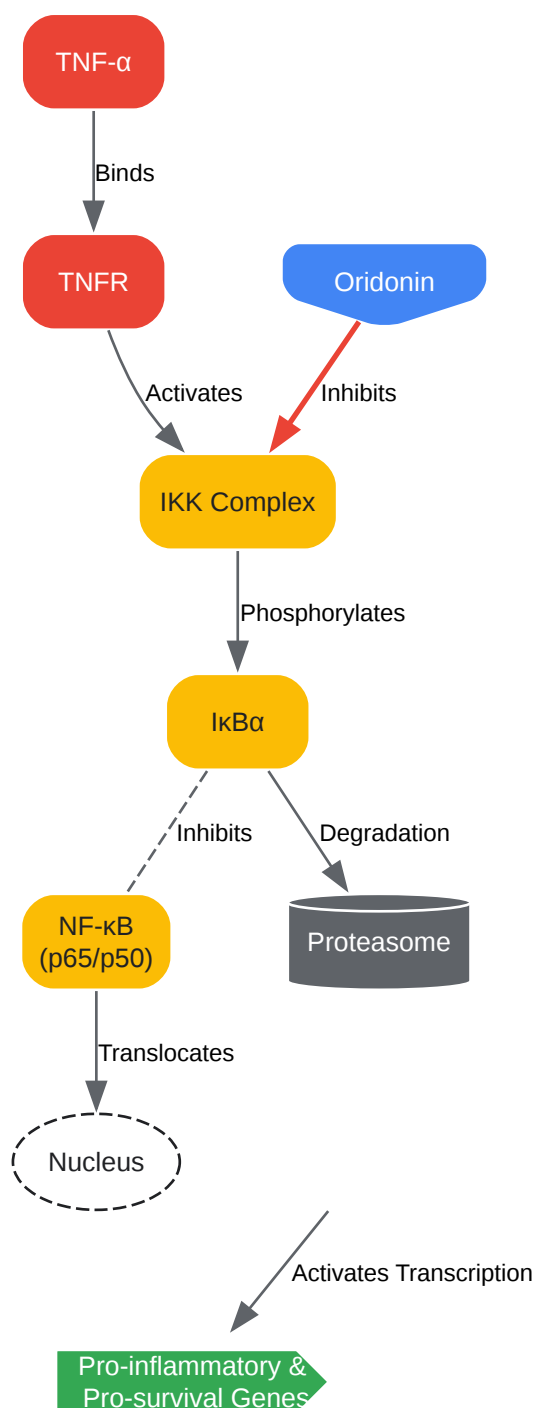 TNF-α
Binds
TNFR
Oridonin
Activates
Inhibits
IKK Complex
Phosphorylates
IκBα
Inhibits
Degradation
NF-κB
(p65/p50)
Proteasome
Translocates
Nucleus
Activates Transcription
Pro-inflammatory &
Pro-survival Genes